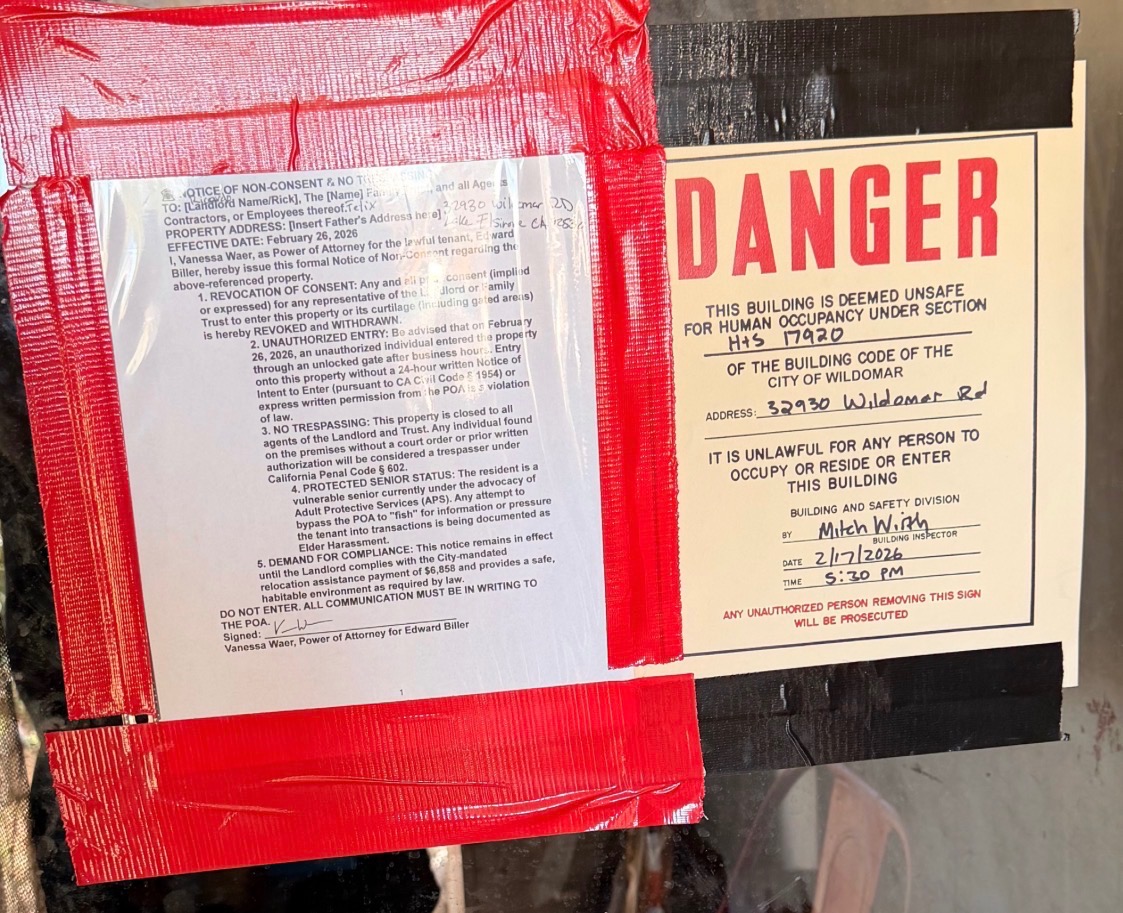 NOTICE OF NON-CONSENT & NO
TO: [Landlord Name/Rick], The [Name] Family and all Agents
Contractors, or Employees thereof. Felix
PROPERTY ADDRESS: [Insert Father's Address here] 32930 Wildomar RD
EFFECTIVE DATE: February 26, 2026 CA
I, Vanessa Waer, as Power of Attorney for the lawful tenant, Edward
Biller, hereby issue this formal Notice of Non-Consent regarding the
above-referenced property.
1. REVOCATION OF CONSENT: Any and all consent (implied
or expressed) for any representative of the Landlord or Family
Trust to enter this property or its curtilage (including gated areas)
is hereby REVOKED and WITHDRAWN.
2. UNAUTHORIZED ENTRY: Be advised that on February
26, 2026, an unauthorized individual entered the property
through an unlocked gate after business hours. Entry
onto this property without a 24-hour written Notice of
Intent to Enter (pursuant to CA Civil Code § 1954) or
express written permission from the POA is a violation
of law.
3. NO TRESPASSING: This property is closed to all
agents of the Landlord and Trust. Any individual found
on the premises without a court order or prior written
authorization will be considered a trespasser under
California Penal Code § 602.
4. PROTECTED SENIOR STATUS: The resident is a
vulnerable senior currently under the advocacy of
Adult Protective Services (APS). Any attempt to
bypass the POA to "fish" for information or pressure
the tenant into transactions is being documented as
Elder Harassment.
5. DEMAND FOR COMPLIANCE: This notice remains in effect
until the Landlord complies with the City-mandated
relocation assistance payment of $6,858 and provides a safe,
habitable environment as required by law.
DO NOT ENTER. ALL COMMUNICATION MUST BE IN WRITING TO
THE POA.
Signed: VW
Vanessa Waer, Power of Attorney for Edward Biller
1
DANGER
THIS BUILDING IS DEEMED UNSAFE
FOR HUMAN OCCUPANCY UNDER SECTION
H+S 17920
OF THE BUILDING CODE OF THE
CITY OF WILDOMAR
ADDRESS: 32930 Wildomar Rd
IT IS UNLAWFUL FOR ANY PERSON TO
OCCUPY OR RESIDE OR ENTER
THIS BUILDING
BUILDING AND SAFETY DIVISION
BY Mitch Wirth
BUILDING INSPECTOR
DATE 2/17/2026
TIME 5:30 PM
ANY UNAUTHORIZED PERSON REMOVING THIS SIGN
WILL BE PROSECUTED